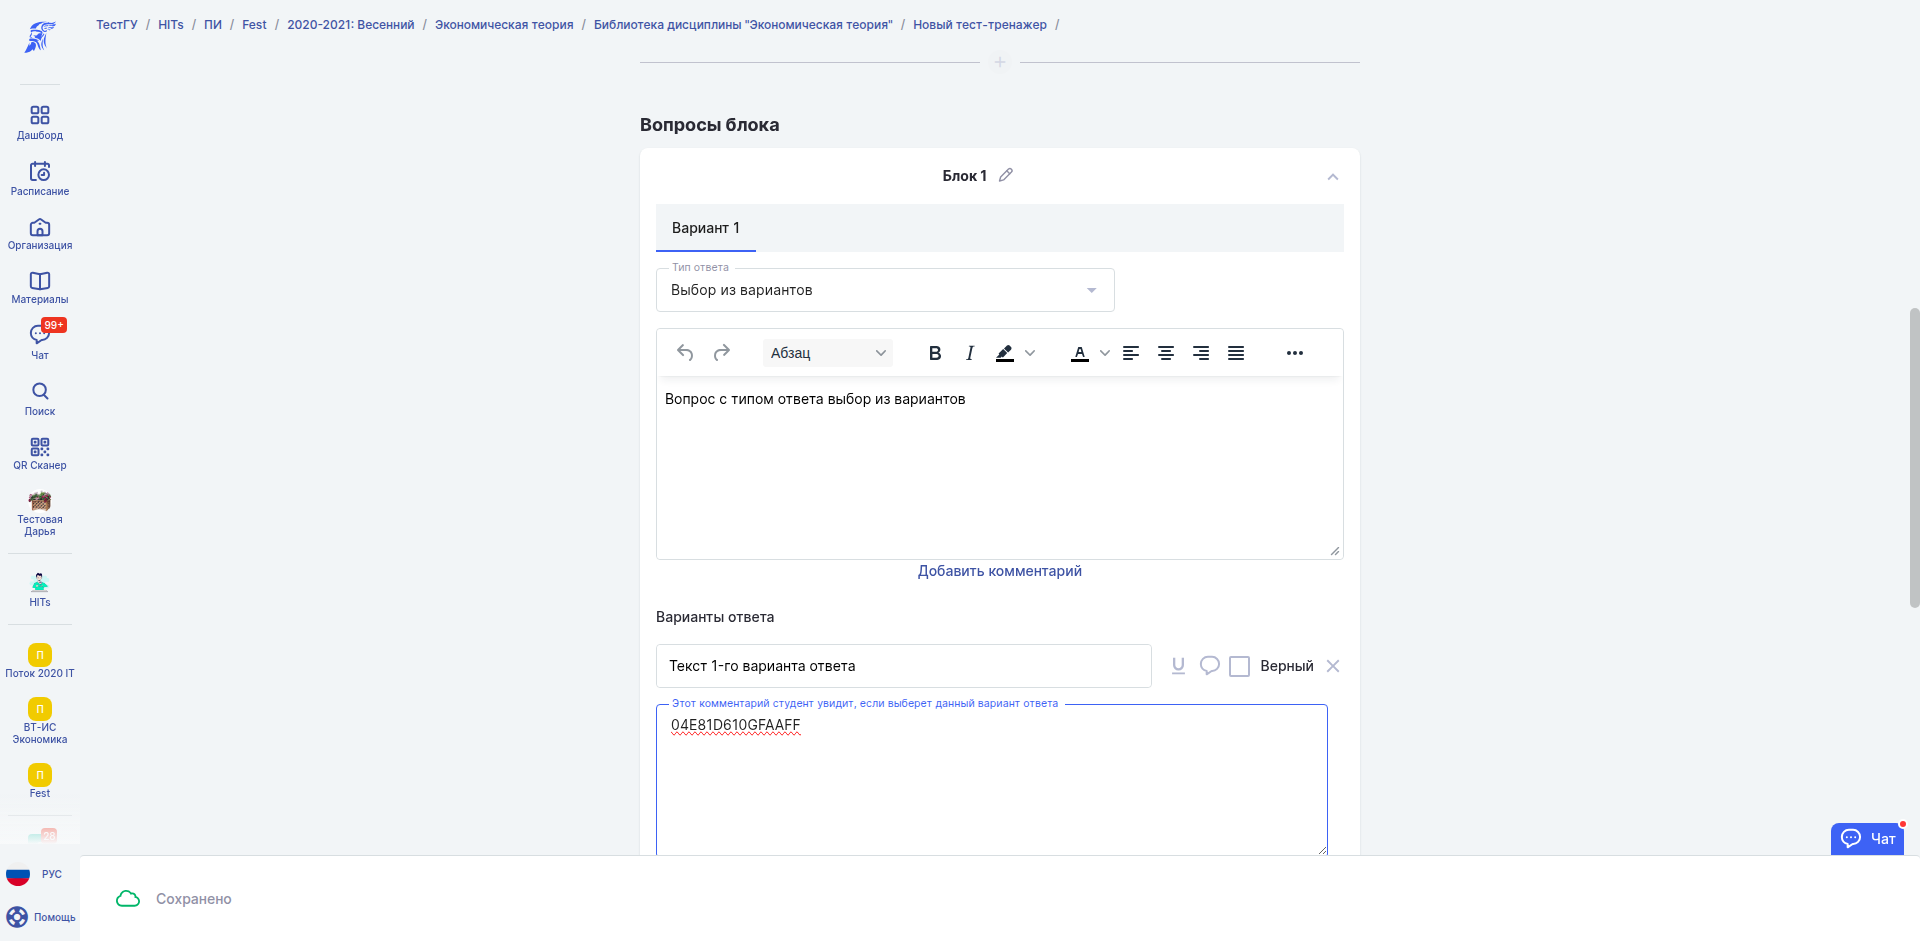 ТестГУ / HITs / ПИ / Fest / 2020-2021: Весенний / Экономическая теория / Библиотека дисциплины "Экономическая теория" / Новый тест-тренажер /
Дашборд
Расписание
Организация
Материалы
99+
Чат
Поиск
QR Сканер
Тестовая
Дарья
HITs
П
Поток 2020 IT
П
ВТ-ИС
Экономика
П
Fest
28
РУС
Помощь
Вопросы блока
Блок 1
Вариант 1
Тип ответа
Выбор из вариантов
Абзац
B I A
Вопрос с типом ответа выбор из вариантов
Добавить комментарий
Варианты ответа
Текст 1-го варианта ответа
U
Верный
Этот комментарий студент увидит, если выберет данный вариант ответа
04E81D610GFAAFF
Чат
Сохранено